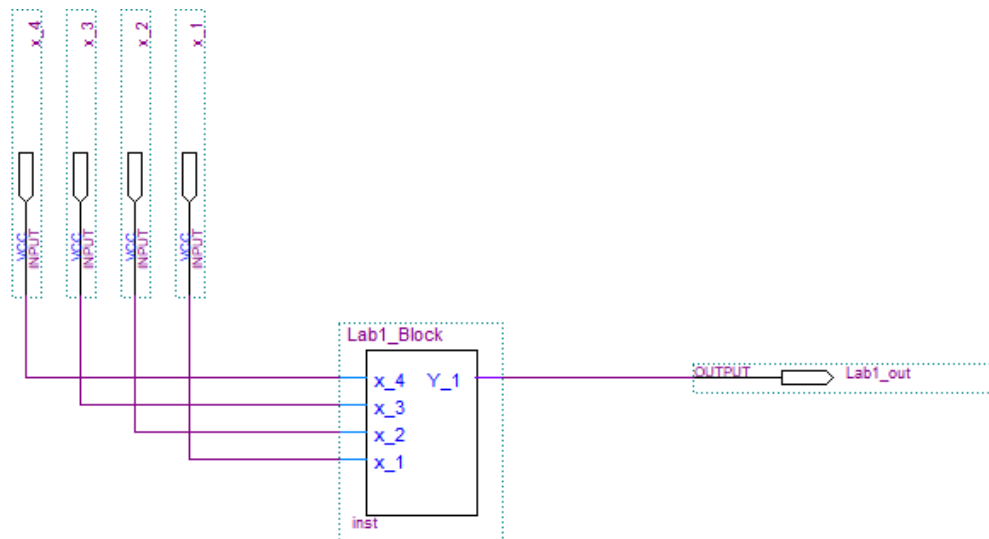 x_4
x_3
x_2
x_1
VCC
INPUT
VCC
INPUT
VCC
INPUT
VCC
INPUT
Lab1_Block
x_4 Y_1
x_3
x_2
x_1
inst
OUTPUT Lab1_out